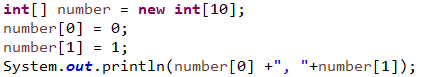 int[] number = new int[10];
number[0] = 0;
number[1] = 1;
System.out.println(number[0] +", "+number[1]);